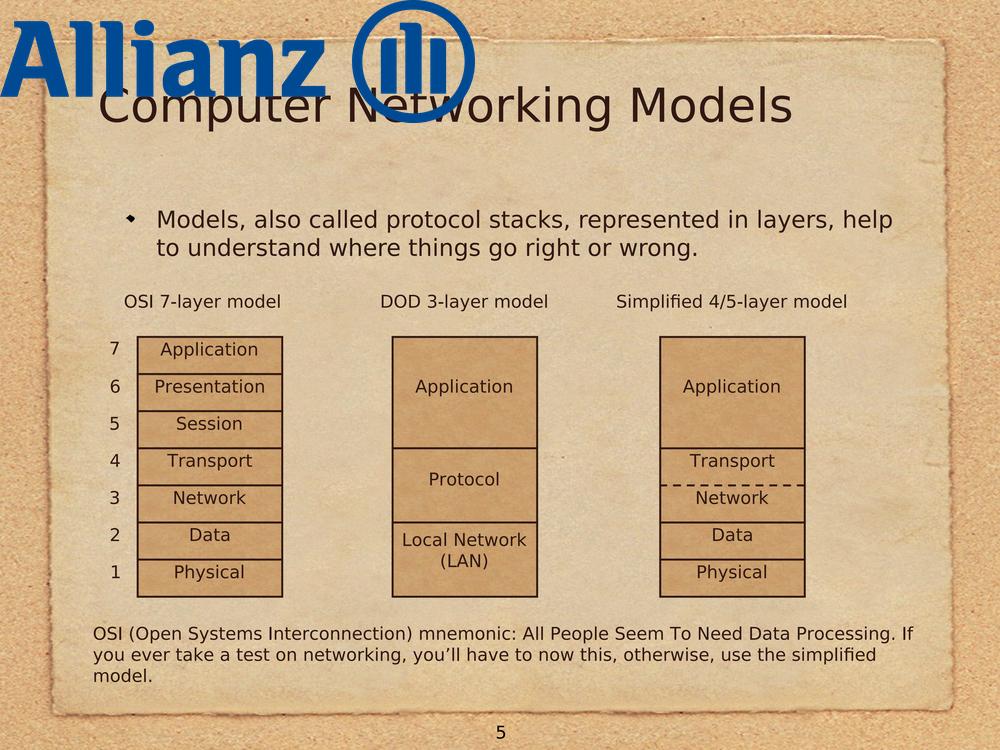 Allianz
Computer Networking Models
Models, also called protocol stacks, represented in layers, help
to understand where things go right or wrong.
OSI 7-layer model
DOD 3-layer model
Simplified 4/5-layer model
7 Application
6 Presentation
5 Session
4 Transport
3 Network
2 Data
1 Physical
Application
Protocol
Local Network
(LAN)
Application
Transport
Network
Data
Physical
OSI (Open Systems Interconnection) mnemonic: All People Seem To Need Data Processing. If
you ever take a test on networking, you’ll have to now this, otherwise, use the simplified
model.
5